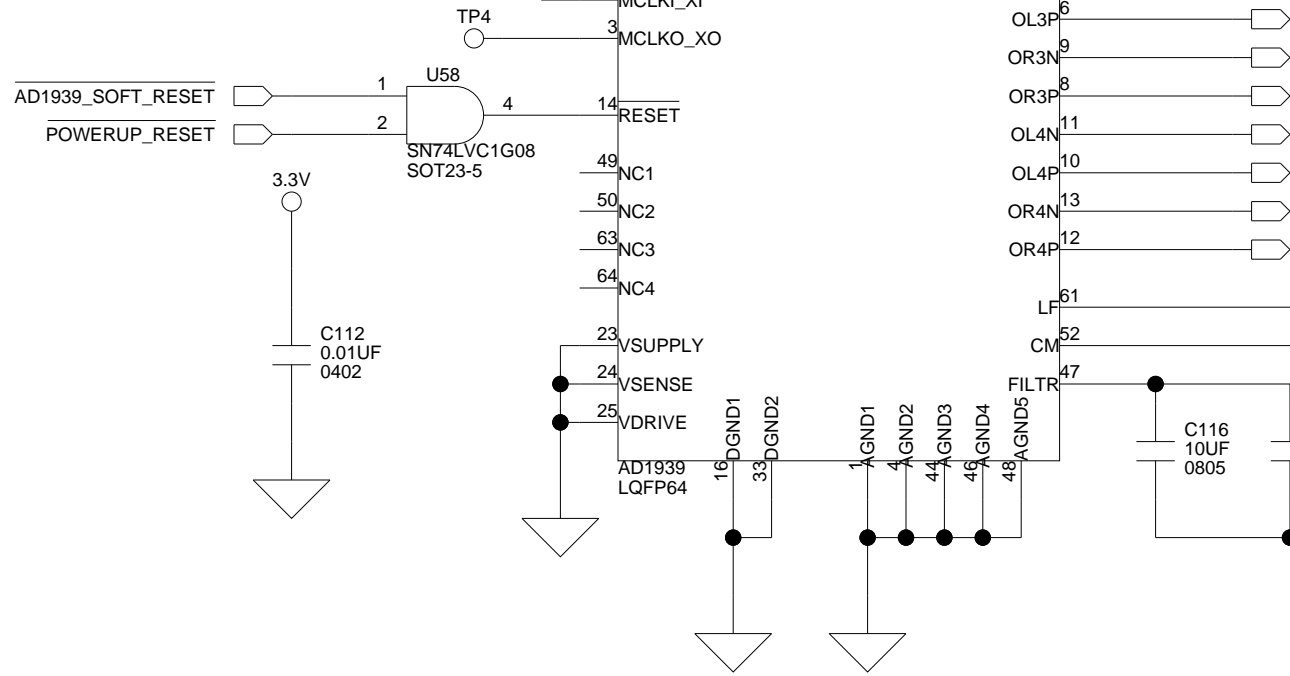 MCLKI_XI
TP4
3
MCLKO_XO
AD1939_SOFT_RESET
1
U58
4
14
RESET
POWERUP_RESET
2
SN74LVC1G08
SOT23-5
3.3V
49
NC1
50
NC2
63
NC3
64
NC4
C112
0.01UF
0402
23
VSUPPLY
24
VSENSE
25
VDRIVE
AD1939
LQFP64
16
DGND1
33
DGND2
1
AGND1
4
AGND2
44
AGND3
46
AGND4
48
AGND5
OL3P
6
OR3N
9
OR3P
8
OL4N
11
OL4P
10
OR4N
13
OR4P
12
LF
61
CM
52
FILTR
47
C116
10UF
0805